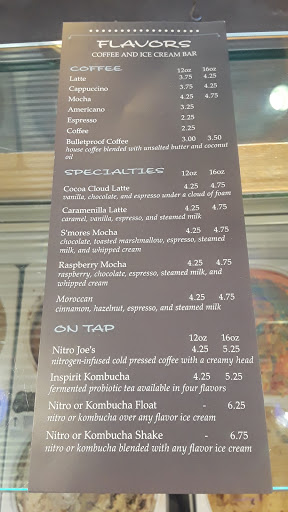 FLAVORS
COFFEE AND ICE CREAM BAR
COFFEE 12oz 16oz
Latte 3.75 4.25
Cappuccino 3.75 4.25
Mocha 4.25 4.75
Americano 3.25
Espresso 2.25
Coffee 2.25
Bulletproof Coffee 3.00 3.50
house coffee blended with unsalted butter and coconut
oil
SPECIALTIES 12oz 16oz
Cocoa Cloud Latte 4.25 4.75
vanilla, chocolate, and espresso under a cloud of foam
Caramenilla Latte 4.25 4.75
caramel, vanilla, espresso, and steamed milk
S'mores Mocha 4.25 4.75
chocolate, toasted marshmallow, espresso, steamed
milk, and whipped cream
Raspberry Mocha 4.25 4.75
raspberry, chocolate, espresso, steamed milk, and
whipped cream
Moroccan 4.25 4.75
cinnamon, hazelnut, espresso, and steamed milk
ON TAP 12oz 16oz
Nitro Joe's 4.25 5.25
nitrogen-infused cold pressed coffee with a creamy head
Inspirit Kombucha 4.25 5.25
fermented probiotic tea available in four flavors
Nitro or Kombucha Float - 6.25
nitro or kombucha over any flavor ice cream
Nitro or Kombucha Shake - 6.75
nitro or kombucha blended with any flavor ice cream